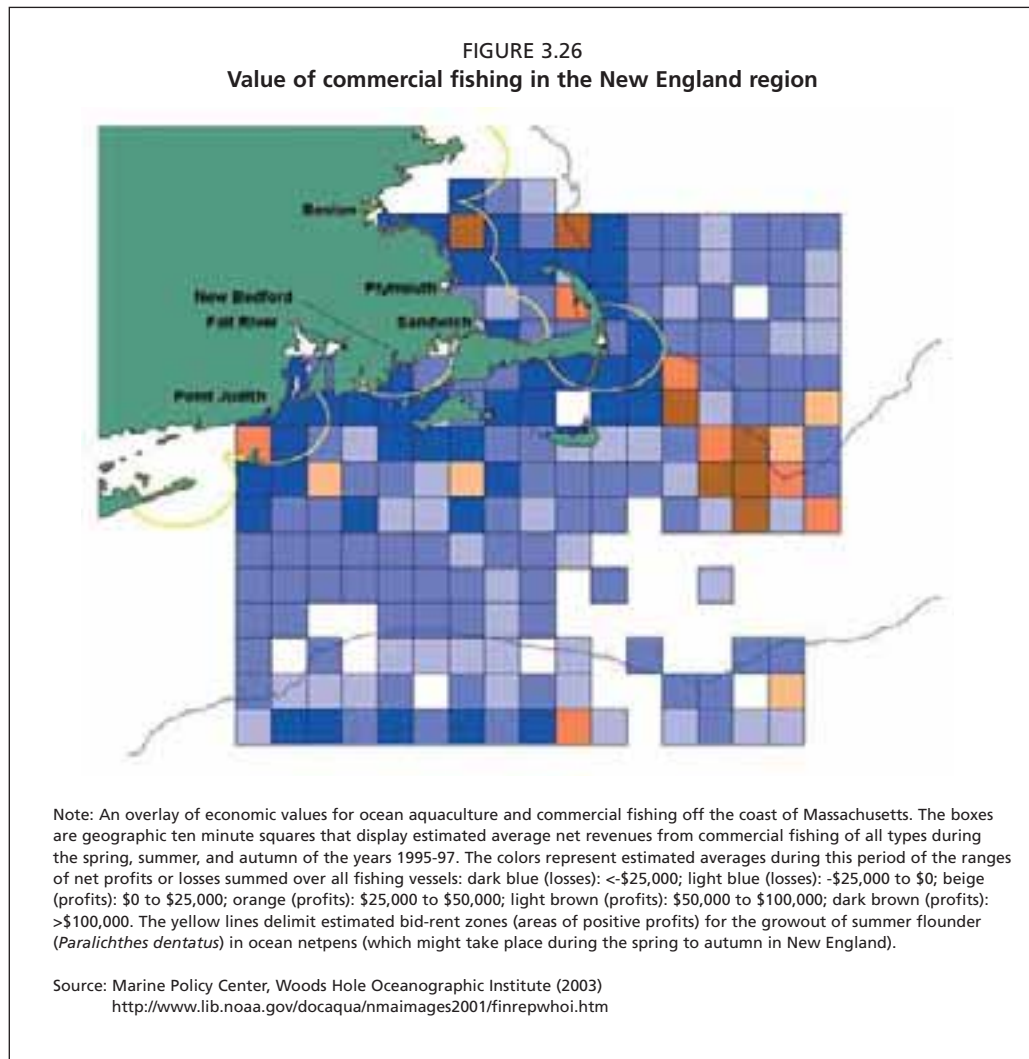 FIGURE 3.26
Value of commercial fishing in the New England region
Boston
Plymouth
New Bedford
Fall River
Sandwich
Point Judith
Note: An overlay of economic values for ocean aquaculture and commercial fishing off the coast of Massachusetts. The boxes
are geographic ten minute squares that display estimated average net revenues from commercial fishing of all types during
the spring, summer, and autumn of the years 1995-97. The colors represent estimated averages during this period of the ranges
of net profits or losses summed over all fishing vessels: dark blue (losses): <-$25,000; light blue (losses): -$25,000 to $0; beige
(profits): $0 to $25,000; orange (profits): $25,000 to $50,000; light brown (profits): $50,000 to $100,000; dark brown (profits):
>$100,000. The yellow lines delimit estimated bid-rent zones (areas of positive profits) for the growout of summer flounder
(Paralichthes dentatus) in ocean netpens (which might take place during the spring to autumn in New England).
Source: Marine Policy Center, Woods Hole Oceanographic Institute (2003)
http://www.lib.noaa.gov/docaqua/nmaimages2001/finrepwhoi.htm